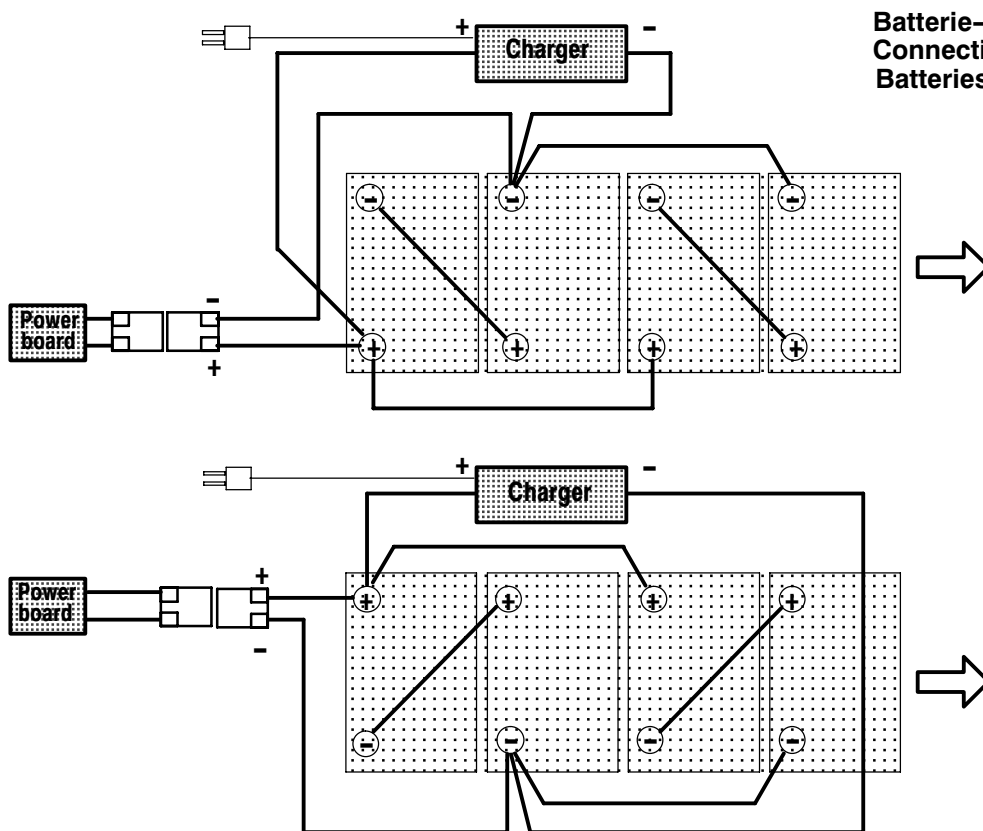 Batterie–
Connecti
Batteries
+ Charger -
- - - -
Power
board
-
+
+ + + +
+ Charger -
Power
board
+
-
+ + + +
- - - -